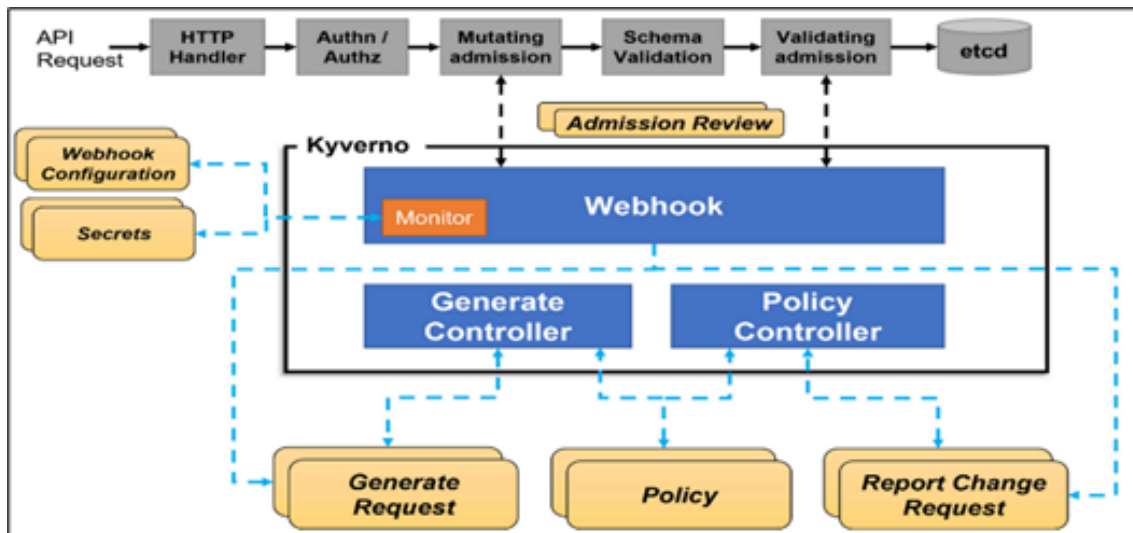 API
Request
HTTP
Handler
Authn /
Authz
Mutating
admission
Schema
Validation
Validating
admission
etcd
Admission Review
Kyverno
Webhook
Configuration
Secrets
Webhook
Monitor
Generate
Controller
Policy
Controller
Generate
Request
Policy
Report Change
Request